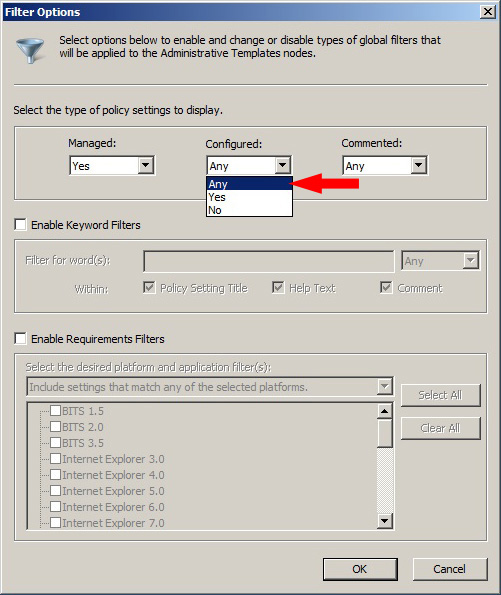 Filter Options
Select options below to enable and change or disable types of global filters that
will be applied to the Administrative Templates nodes.
Select the type of policy settings to display.
Managed: Configured: Commented:
Yes Any Any
Any
Yes
No
Enable Keyword Filters
Filter for word(s): Any
Within: Policy Setting Title Help Text Comment
Enable Requirements Filters
Select the desired platform and application filter(s):
Include settings that match any of the selected platforms. Select All
BITS 1.5
BITS 2.0 Clear All
BITS 3.5
Internet Explorer 3.0
Internet Explorer 4.0
Internet Explorer 5.0
Internet Explorer 6.0
Internet Explorer 7.0
OK Cancel